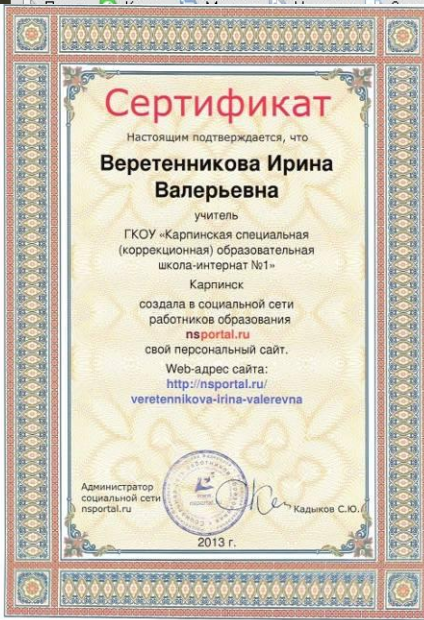 Сертификат
Настоящим подтверждается, что
Веретенникова Ирина
Валерьевна
учитель
ГКОУ «Карпинская специальная
(коррекционная) образовательная
школа-интернат №1»
Карпинск
создала в социальной сети
работников образования
nsportal.ru
свой персональный сайт.
Web-адрес сайта:
http://nsportal.ru/
veretennikova-irina-valerevna
Администратор
социальной сети
nsportal.ru
Кадыков С.Ю.
2013 г.